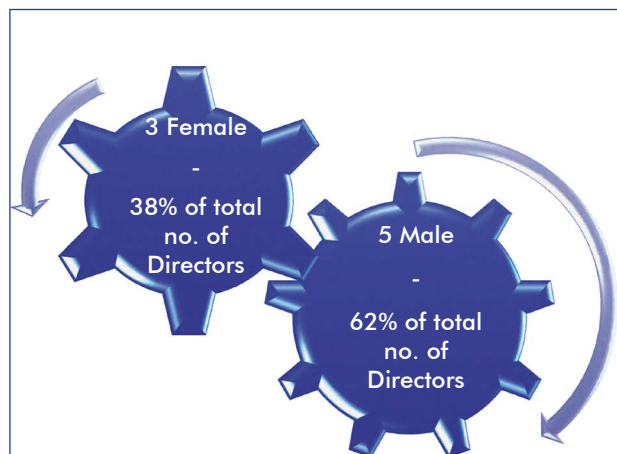 3 Female
-
38% of total
no. of
Directors
5 Male
-
62% of total
no. of
Directors